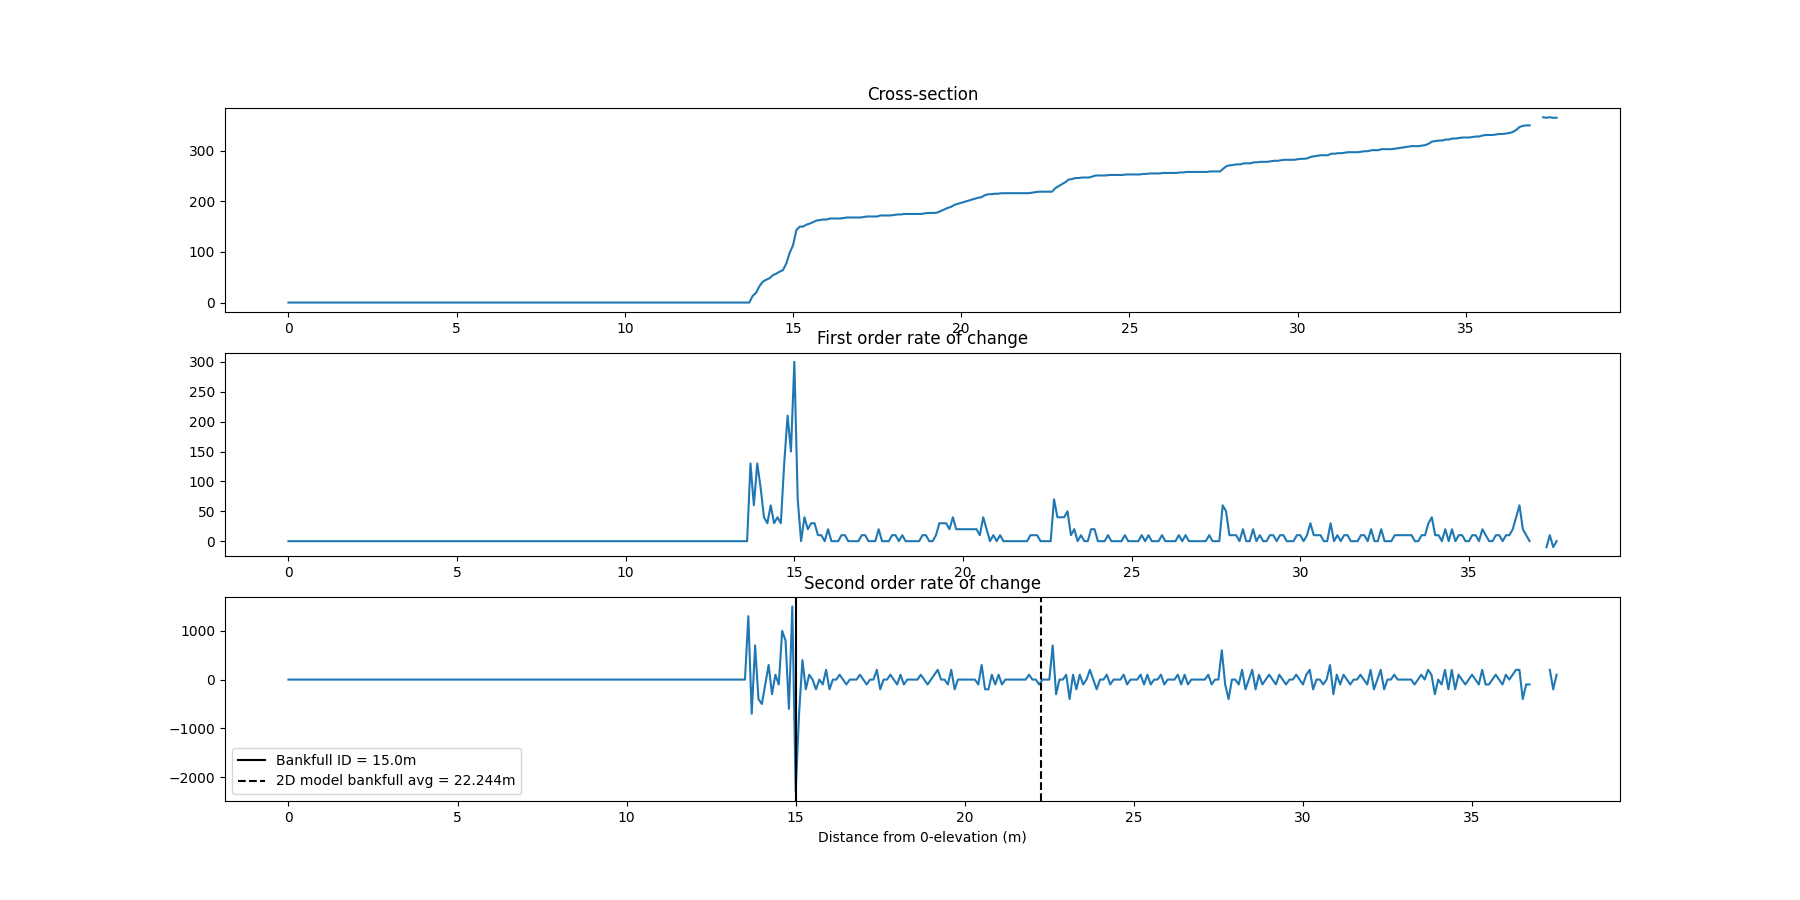 Cross-section
300
200
100
0
0 5 10 15 20 25 30 35
First order rate of change
300
250
200
150
100
50
0
0 5 10 15 20 25 30 35
Second order rate of change
1000
0
−1000
−2000
Bankfull ID = 15.0m
2D model bankfull avg = 22.244m
0 5 10 15 20 25 30 35
Distance from 0-elevation (m)